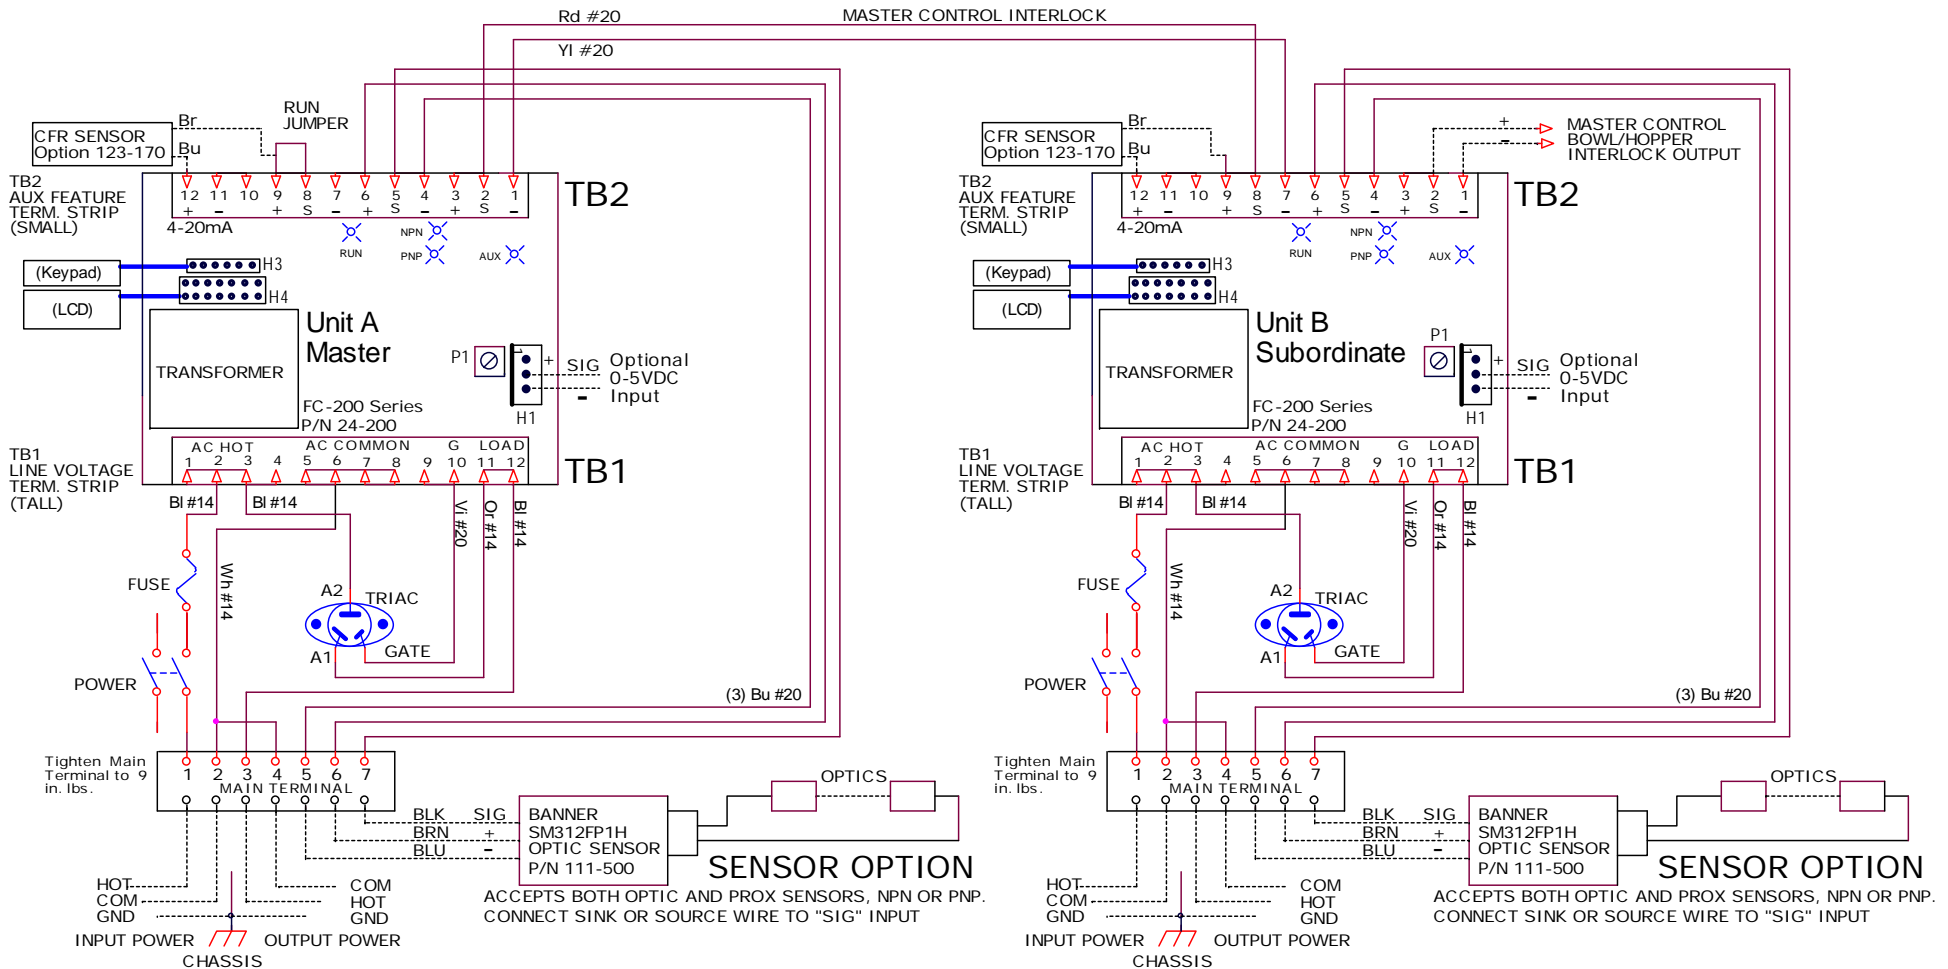 Rd #20
MASTER CONTROL INTERLOCK
Yl #20
RUN
JUMPER
CFR SENSOR
Option 123-170
Br
Bu
TB2
AUX FEATURE
TERM. STRIP
(SMALL)
12 11 10 9 8 7 6 5 4 3 2 1
+ - + S - + S - + S -
4-20mA
TB2
RUN
NPN
PNP
AUX
(Keypad)
H3
(LCD)
H4
Unit A
Master
TRANSFORMER
P1
1
+
SIG
-
Optional
0-5VDC
Input
H1
FC-200 Series
P/N 24-200
TB1
LINE VOLTAGE
TERM. STRIP
(TALL)
AC HOT AC COMMON G LOAD
1 2 3 4 5 6 7 8 9 10 11 12
TB1
Bl #14
Bl #14
Vi #20
Or #14
Bl #14
FUSE
Wh #14
A2
TRIAC
A1
GATE
POWER
(3) Bu #20
Tighten Main
Terminal to 9
in. lbs.
1 2 3 4 5 6 7
MAIN TERMINAL
BLK SIG
BRN +
BLU -
BANNER
SM312FP1H
OPTIC SENSOR
P/N 111-500
OPTICS
SENSOR OPTION
ACCEPTS BOTH OPTIC AND PROX SENSORS, NPN OR PNP.
CONNECT SINK OR SOURCE WIRE TO "SIG" INPUT
HOT
COM
GND
COM
HOT
GND
INPUT POWER
OUTPUT POWER
CHASSIS
CFR SENSOR
Option 123-170
Br
Bu
+
-
MASTER CONTROL
BOWL/HOPPER
INTERLOCK OUTPUT
TB2
AUX FEATURE
TERM. STRIP
(SMALL)
12 11 10 9 8 7 6 5 4 3 2 1
+ - + S - + S - + S -
4-20mA
TB2
RUN
NPN
PNP
AUX
(Keypad)
H3
(LCD)
H4
Unit B
Subordinate
TRANSFORMER
P1
1
+
SIG
-
Optional
0-5VDC
Input
H1
FC-200 Series
P/N 24-200
TB1
LINE VOLTAGE
TERM. STRIP
(TALL)
AC HOT AC COMMON G LOAD
1 2 3 4 5 6 7 8 9 10 11 12
TB1
Bl #14
Bl #14
Vi #20
Or #14
Bl #14
FUSE
Wh #14
A2
TRIAC
A1
GATE
POWER
(3) Bu #20
Tighten Main
Terminal to 9
in. lbs.
1 2 3 4 5 6 7
MAIN TERMINAL
BLK SIG
BRN +
BLU -
BANNER
SM312FP1H
OPTIC SENSOR
P/N 111-500
OPTICS
SENSOR OPTION
ACCEPTS BOTH OPTIC AND PROX SENSORS, NPN OR PNP.
CONNECT SINK OR SOURCE WIRE TO "SIG" INPUT
HOT
COM
GND
COM
HOT
GND
INPUT POWER
OUTPUT POWER
CHASSIS